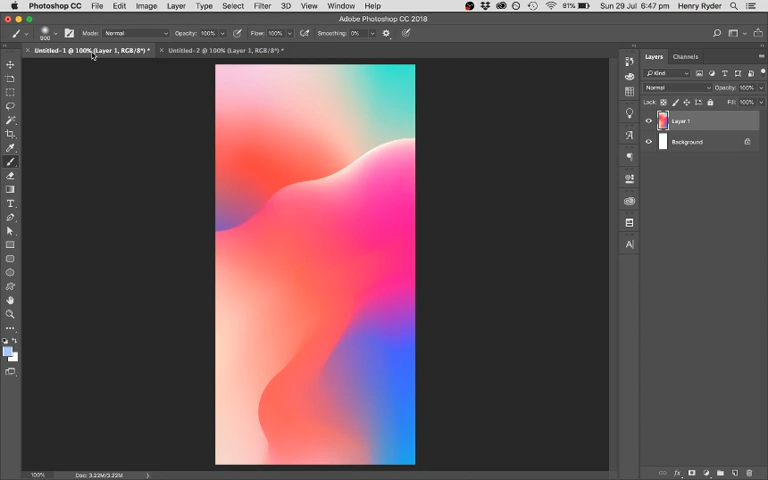 Photoshop CC File Edit Image Layer Type Select Filter 3D View Window Help 81% Sun 29 Jul 6:47 pm Henry Ryder
Adobe Photoshop CC 2018
900 Mode: Normal Opacity: 100% Flow: 100% Smoothing: 0%
Untitled-1 @ 100% (Layer 1, RGB/8*) * Untitled-2 @ 100% (Layer 1, RGB/8*) *
Layers Channels
Kind
Normal Opacity: 100%
Lock: Fill: 100%
Layer 1
Background
100% Doc: 3.22M/3.22M